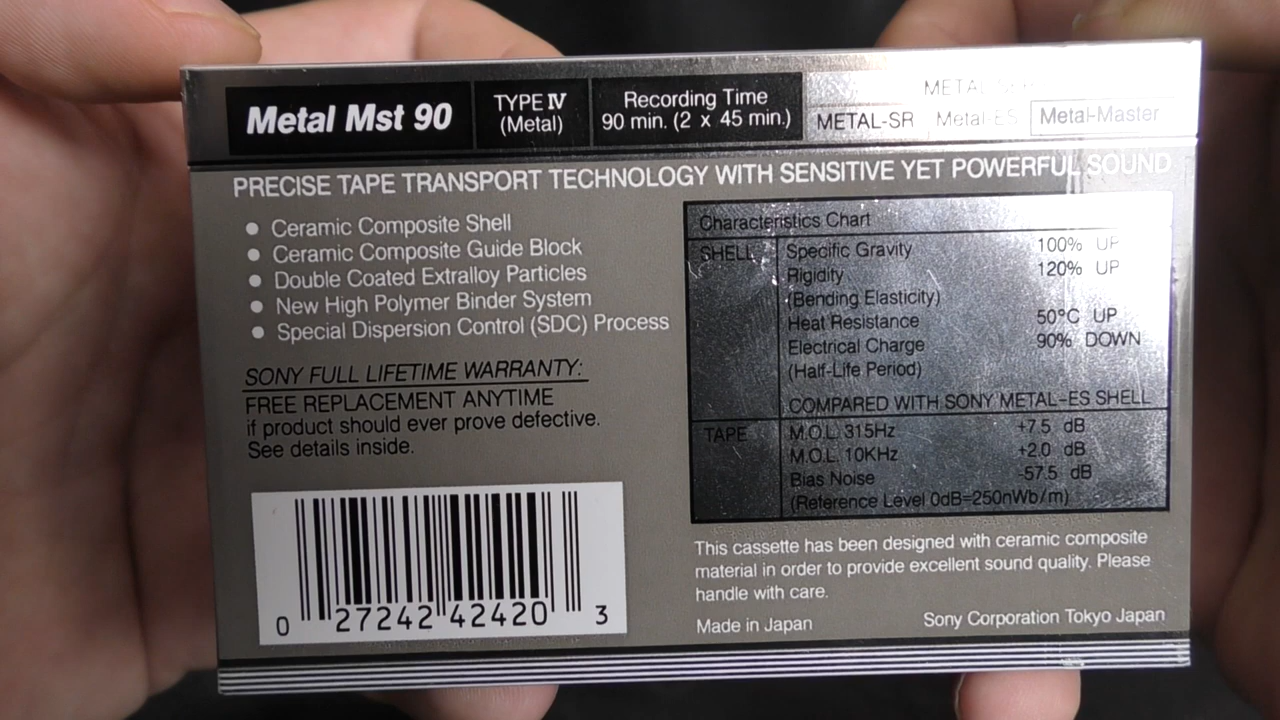 Metal Mst 90
TYPE IV
(Metal)
Recording Time
90 min. (2 x 45 min.)
METAL-SR Metal-ES Metal-Master
PRECISE TAPE TRANSPORT TECHNOLOGY WITH SENSITIVE YET POWERFUL SOUND
● Ceramic Composite Shell
● Ceramic Composite Guide Block
● Double Coated Extralloy Particles
● New High Polymer Binder System
● Special Dispersion Control (SDC) Process
SONY FULL LIFETIME WARRANTY:
FREE REPLACEMENT ANYTIME
if product should ever prove defective.
See details inside.
0 27242 42420 3
Characteristics Chart
SHELL Specific Gravity 100% UP
Rigidity 120% UP
(Bending Elasticity)
Heat Resistance 50°C UP
Electrical Charge 90% DOWN
(Half-Life Period)
COMPARED WITH SONY METAL-ES SHELL
TAPE M.O.L. 315Hz +7.5 dB
M.O.L. 10KHz +2.0 dB
Bias Noise -57.5 dB
(Reference Level 0dB=250nWb/m)
This cassette has been designed with ceramic composite
material in order to provide excellent sound quality. Please
handle with care.
Made in Japan Sony Corporation Tokyo Japan